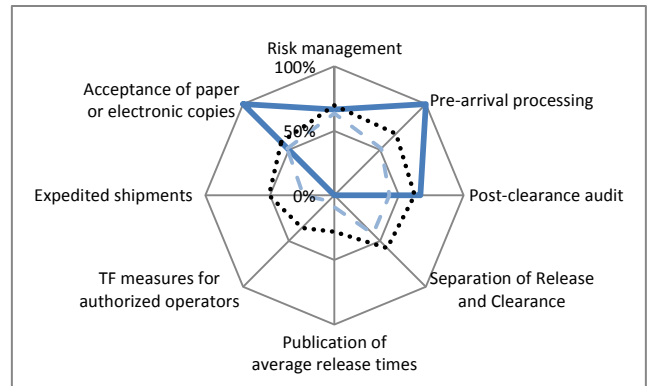 Risk management
100%
Acceptance of paper
or electronic copies
Pre-arrival processing
50%
Expedited shipments
0%
Post-clearance audit
TF measures for
authorized operators
Separation of Release
and Clearance
Publication of
average release times